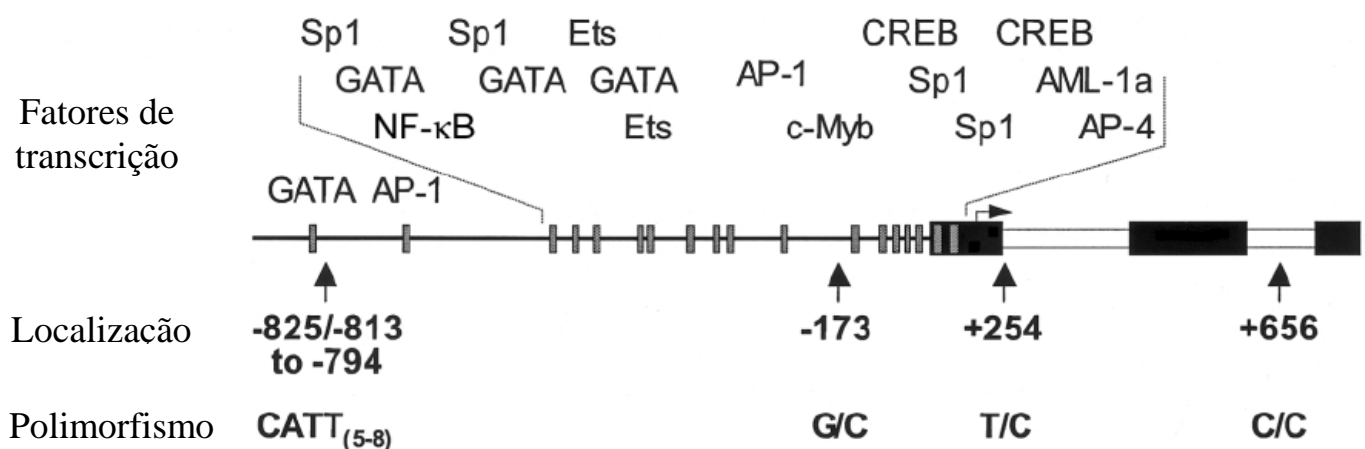 Sp1 Sp1 Ets CREB CREB
GATA GATA GATA AP-1 Sp1 AML-1a
NF-κB Ets c-Myb Sp1 AP-4
Fatores de
transcrição
GATA AP-1
Localização -825/-813 -173 +254 +656
to -794
Polimorfismo CATT(5-8) G/C T/C C/C